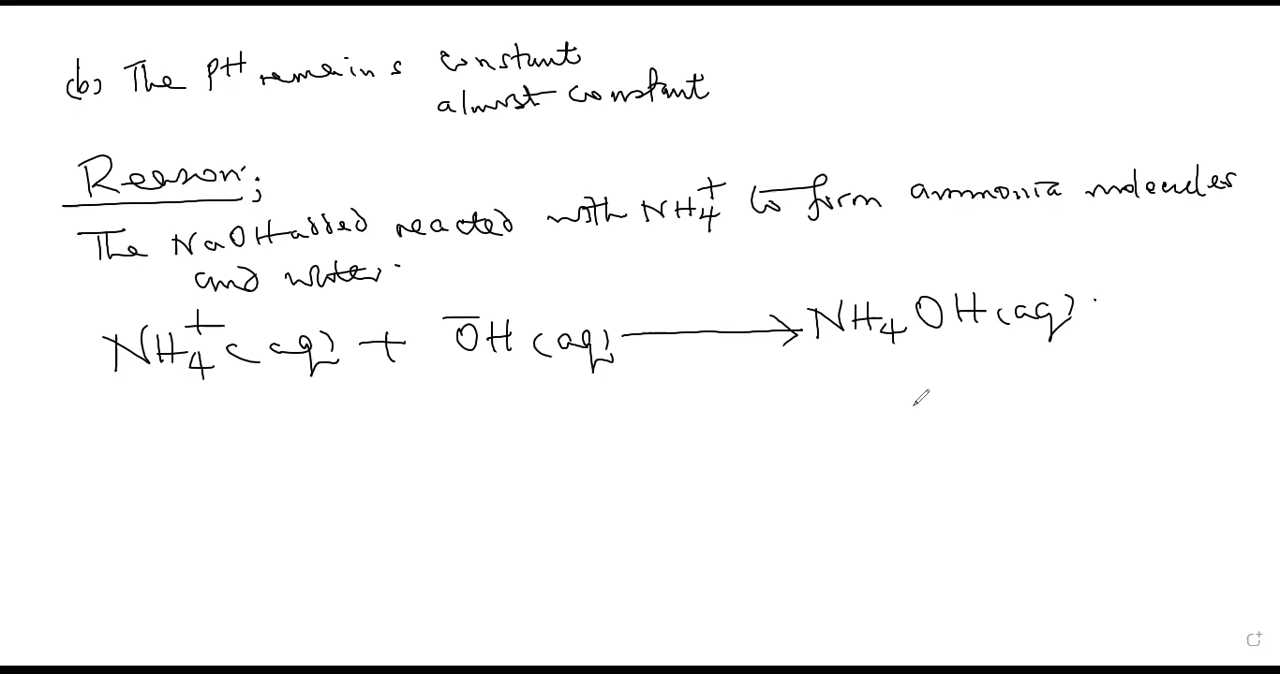 (b) The PH remains constant
almost constant
Reason:
The NaOH added reacted with NH₄⁺ to form ammonia molecules
and water.
NH₄⁺(aq) + ŌH(aq) ⟶ NH₄OH(aq).